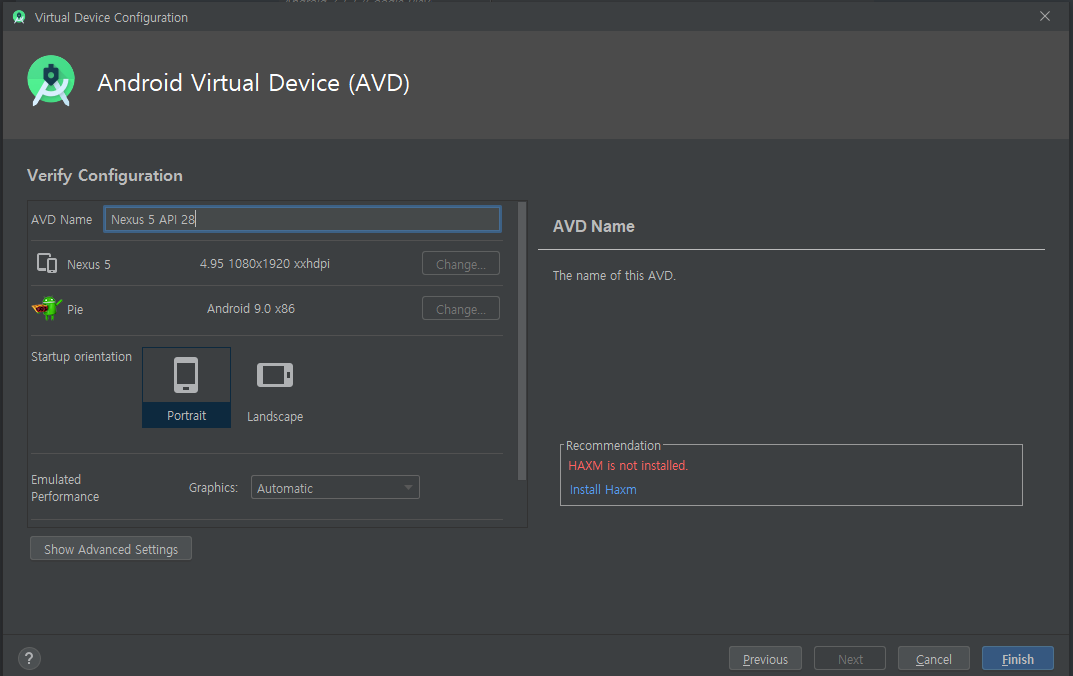 Virtual Device Configuration
Android Virtual Device (AVD)
Verify Configuration
AVD Name Nexus 5 API 28
Nexus 5 4.95 1080x1920 xxhdpi Change...
Pie Android 9.0 x86 Change...
Startup orientation
Portrait
Landscape
Emulated
Performance
Graphics: Automatic
Show Advanced Settings
AVD Name
The name of this AVD.
Recommendation
HAXM is not installed.
Install Haxm
?
Previous
Next
Cancel
Finish